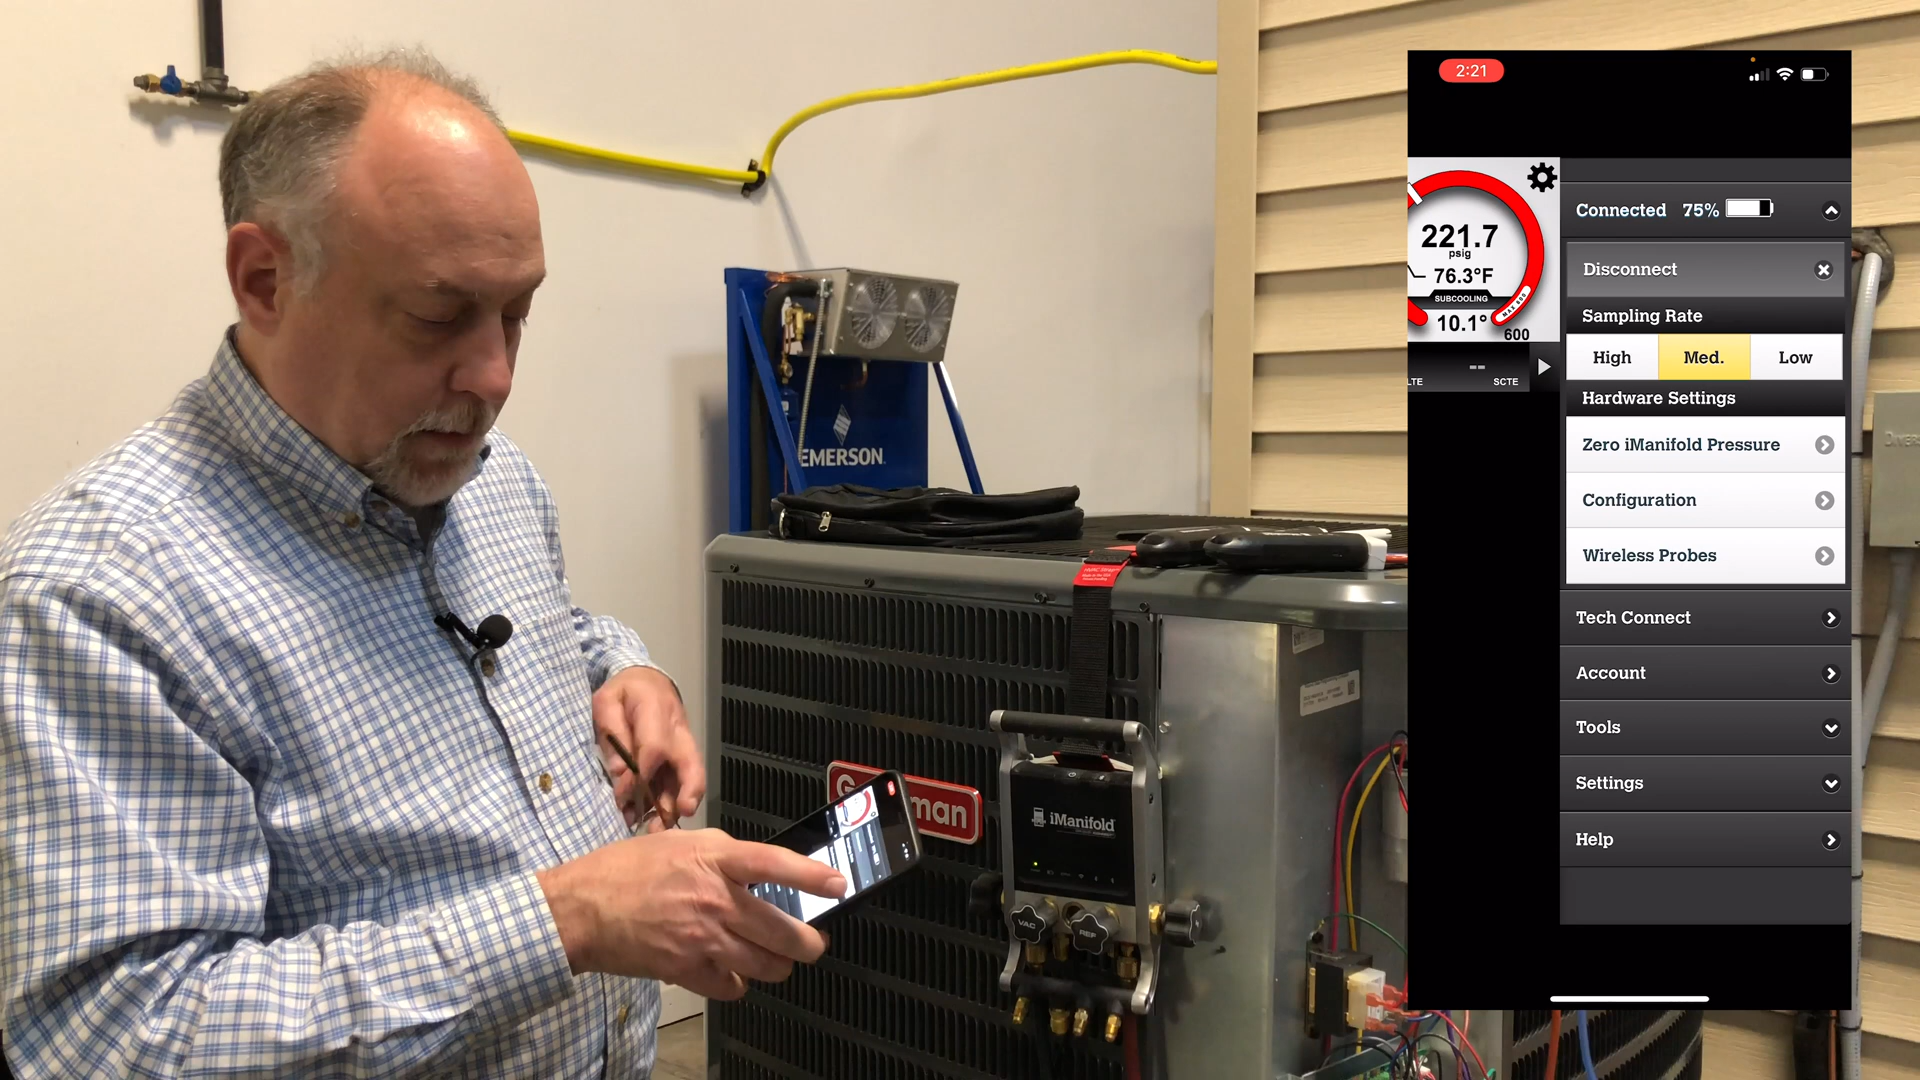 2:21
221.7
psig
76.3°F
SUBCOOLING
10.1°
MAX 600
600
--
LTE
SCTE
Connected 75%
Disconnect
Sampling Rate
High Med. Low
Hardware Settings
Zero iManifold Pressure
Configuration
Wireless Probes
Tech Connect
Account
Tools
Settings
Help
EMERSON
G man
iManifold
VAC
REF